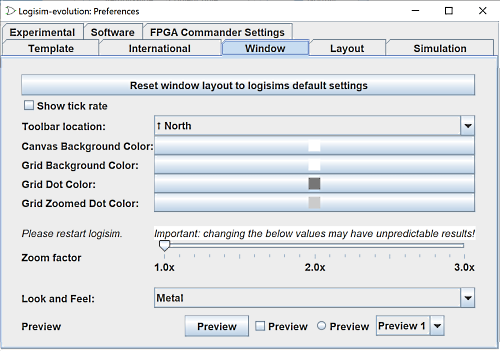 Logisim-evolution: Preferences
Experimental Software FPGA Commander Settings
Template International Window Layout Simulation
Reset window layout to logisims default settings
Show tick rate
Toolbar location: ↑ North
Canvas Background Color:
Grid Background Color:
Grid Dot Color:
Grid Zoomed Dot Color:
Please restart logisim. Important: changing the below values may have unpredictable results!
Zoom factor
1.0x 2.0x 3.0x
Look and Feel: Metal
Preview Preview Preview Preview Preview 1